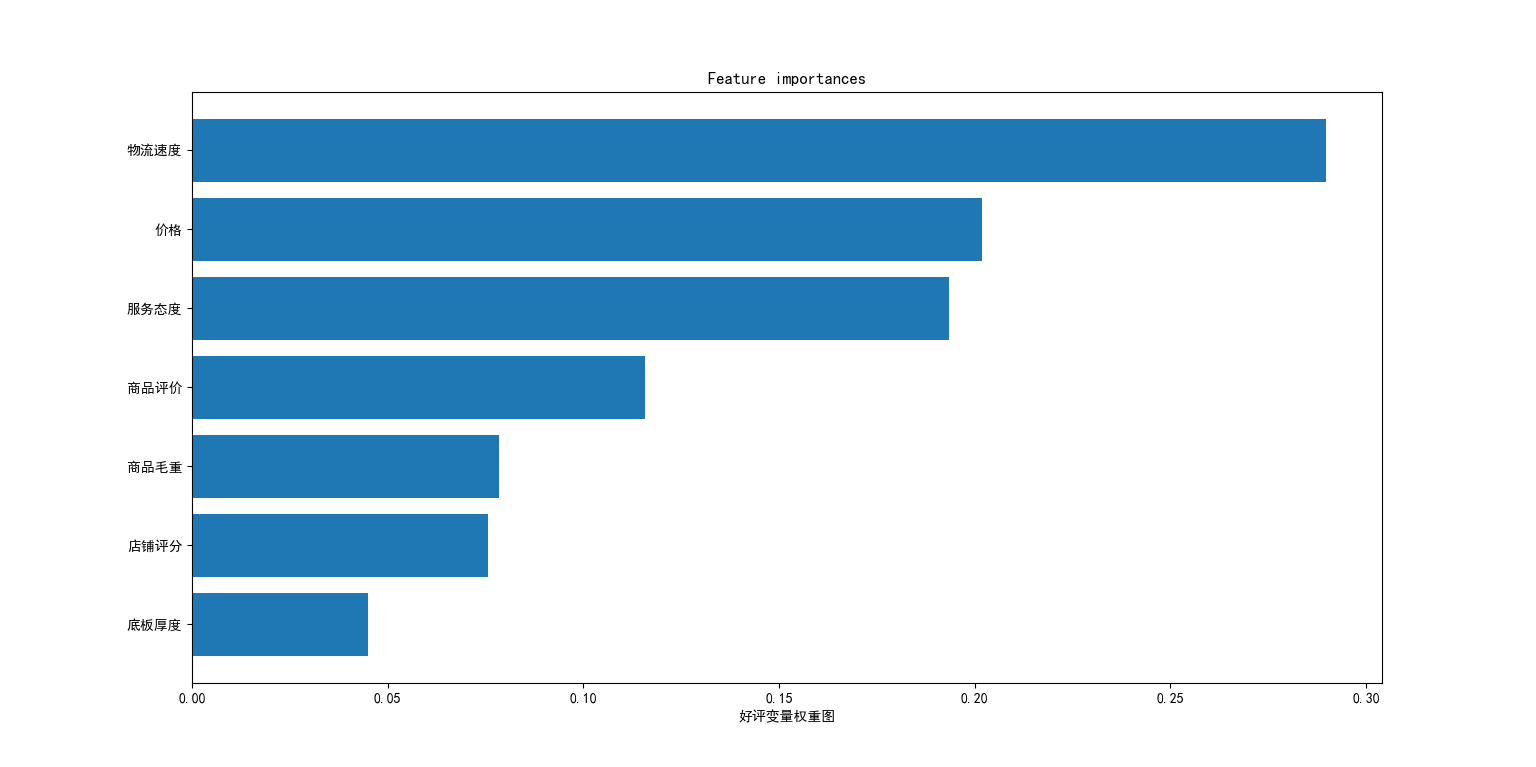 Feature importances
物流速度
价格
服务态度
商品评价
商品毛重
店铺评分
底板厚度
0.00 0.05 0.10 0.15 0.20 0.25 0.30
好评变量权重图